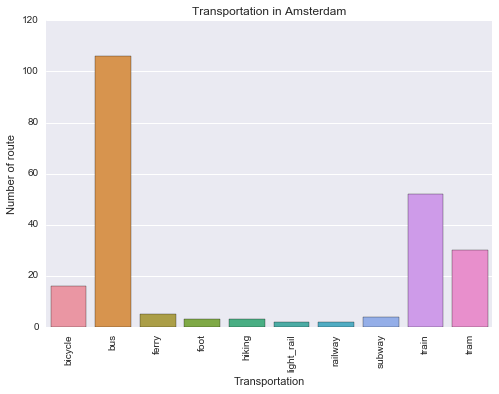 Transportation in Amsterdam
120
100
80
60
40
20
0
Number of route
bicycle
bus
ferry
foot
hiking
light_rail
railway
subway
train
tram
Transportation